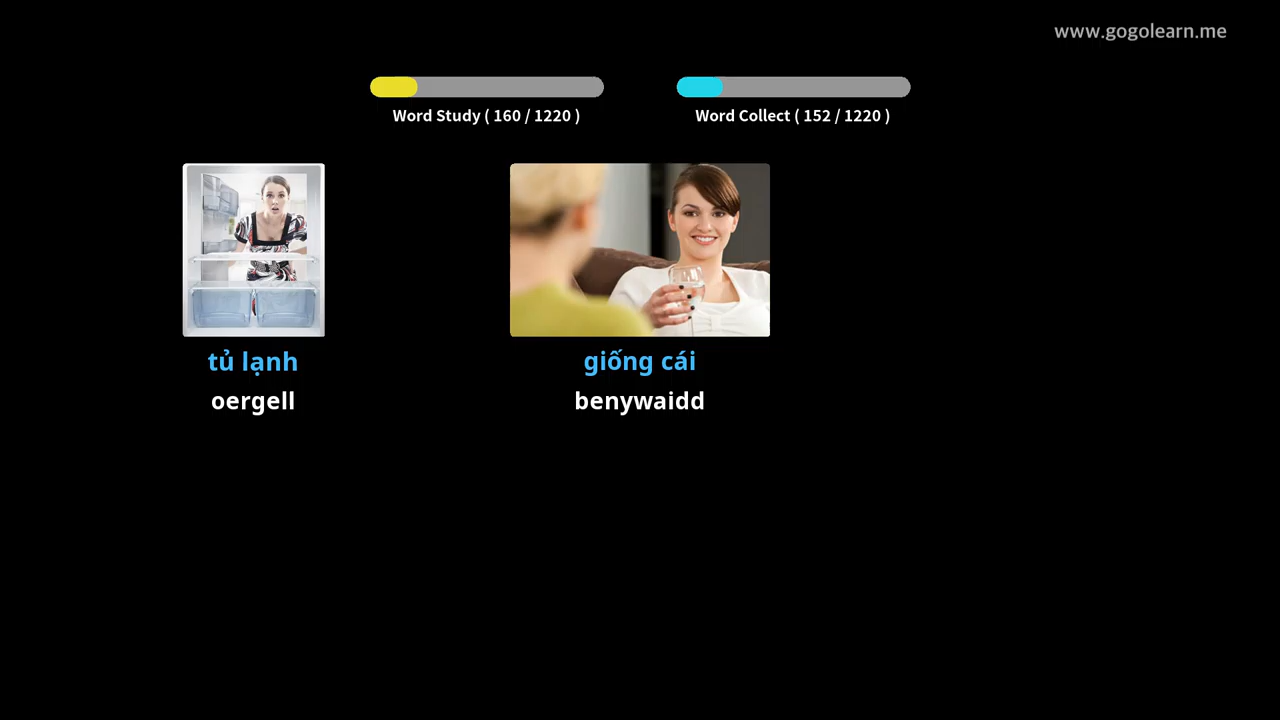 www.gogolearn.me
Word Study ( 160 / 1220 )
Word Collect ( 152 / 1220 )
tủ lạnh
oergell
giống cái
benywaidd